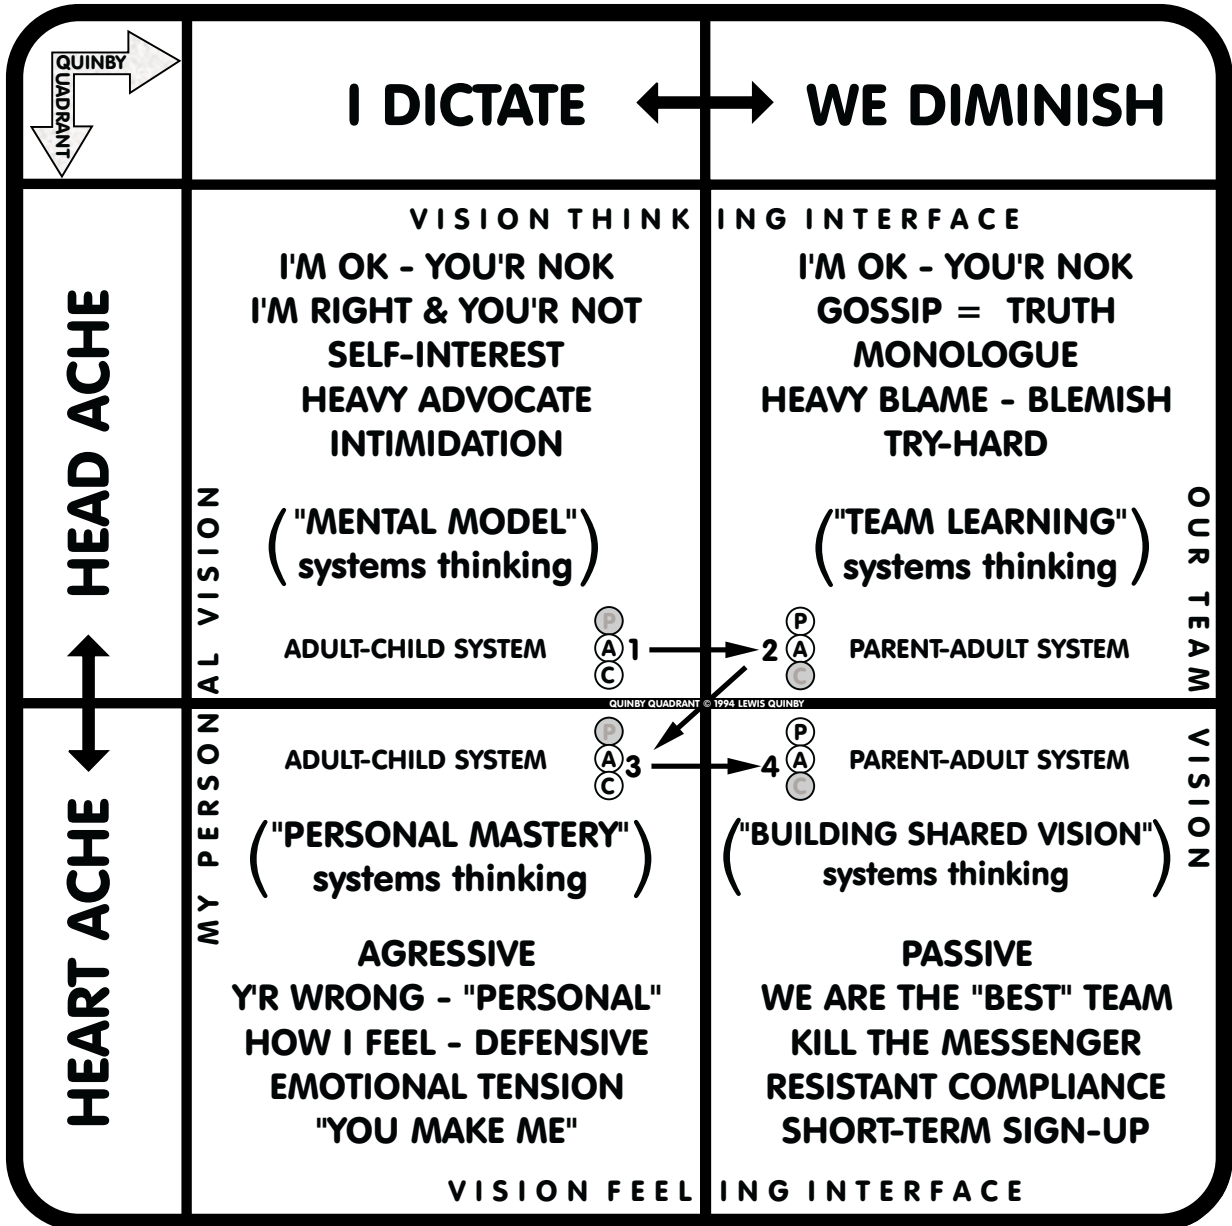 QUINBY
QUADRANT
I DICTATE
WE DIMINISH
HEAD ACHE
HEART ACHE
VISION THINKING INTERFACE
MY PERSONAL VISION
OUR TEAM VISION
I'M OK - YOU'R NOK
I'M RIGHT & YOU'R NOT
SELF-INTEREST
HEAVY ADVOCATE
INTIMIDATION
("MENTAL MODEL"
systems thinking)
ADULT-CHILD SYSTEM
P
A 1
C
I'M OK - YOU'R NOK
GOSSIP = TRUTH
MONOLOGUE
HEAVY BLAME - BLEMISH
TRY-HARD
("TEAM LEARNING"
systems thinking)
P
2 A
C
PARENT-ADULT SYSTEM
QUINBY QUADRANT © 1994 LEWIS QUINBY
ADULT-CHILD SYSTEM
P
A 3
C
("PERSONAL MASTERY"
systems thinking)
AGRESSIVE
Y'R WRONG - "PERSONAL"
HOW I FEEL - DEFENSIVE
EMOTIONAL TENSION
"YOU MAKE ME"
P
4 A
C
PARENT-ADULT SYSTEM
("BUILDING SHARED VISION"
systems thinking)
PASSIVE
WE ARE THE "BEST" TEAM
KILL THE MESSENGER
RESISTANT COMPLIANCE
SHORT-TERM SIGN-UP
VISION FEELING INTERFACE